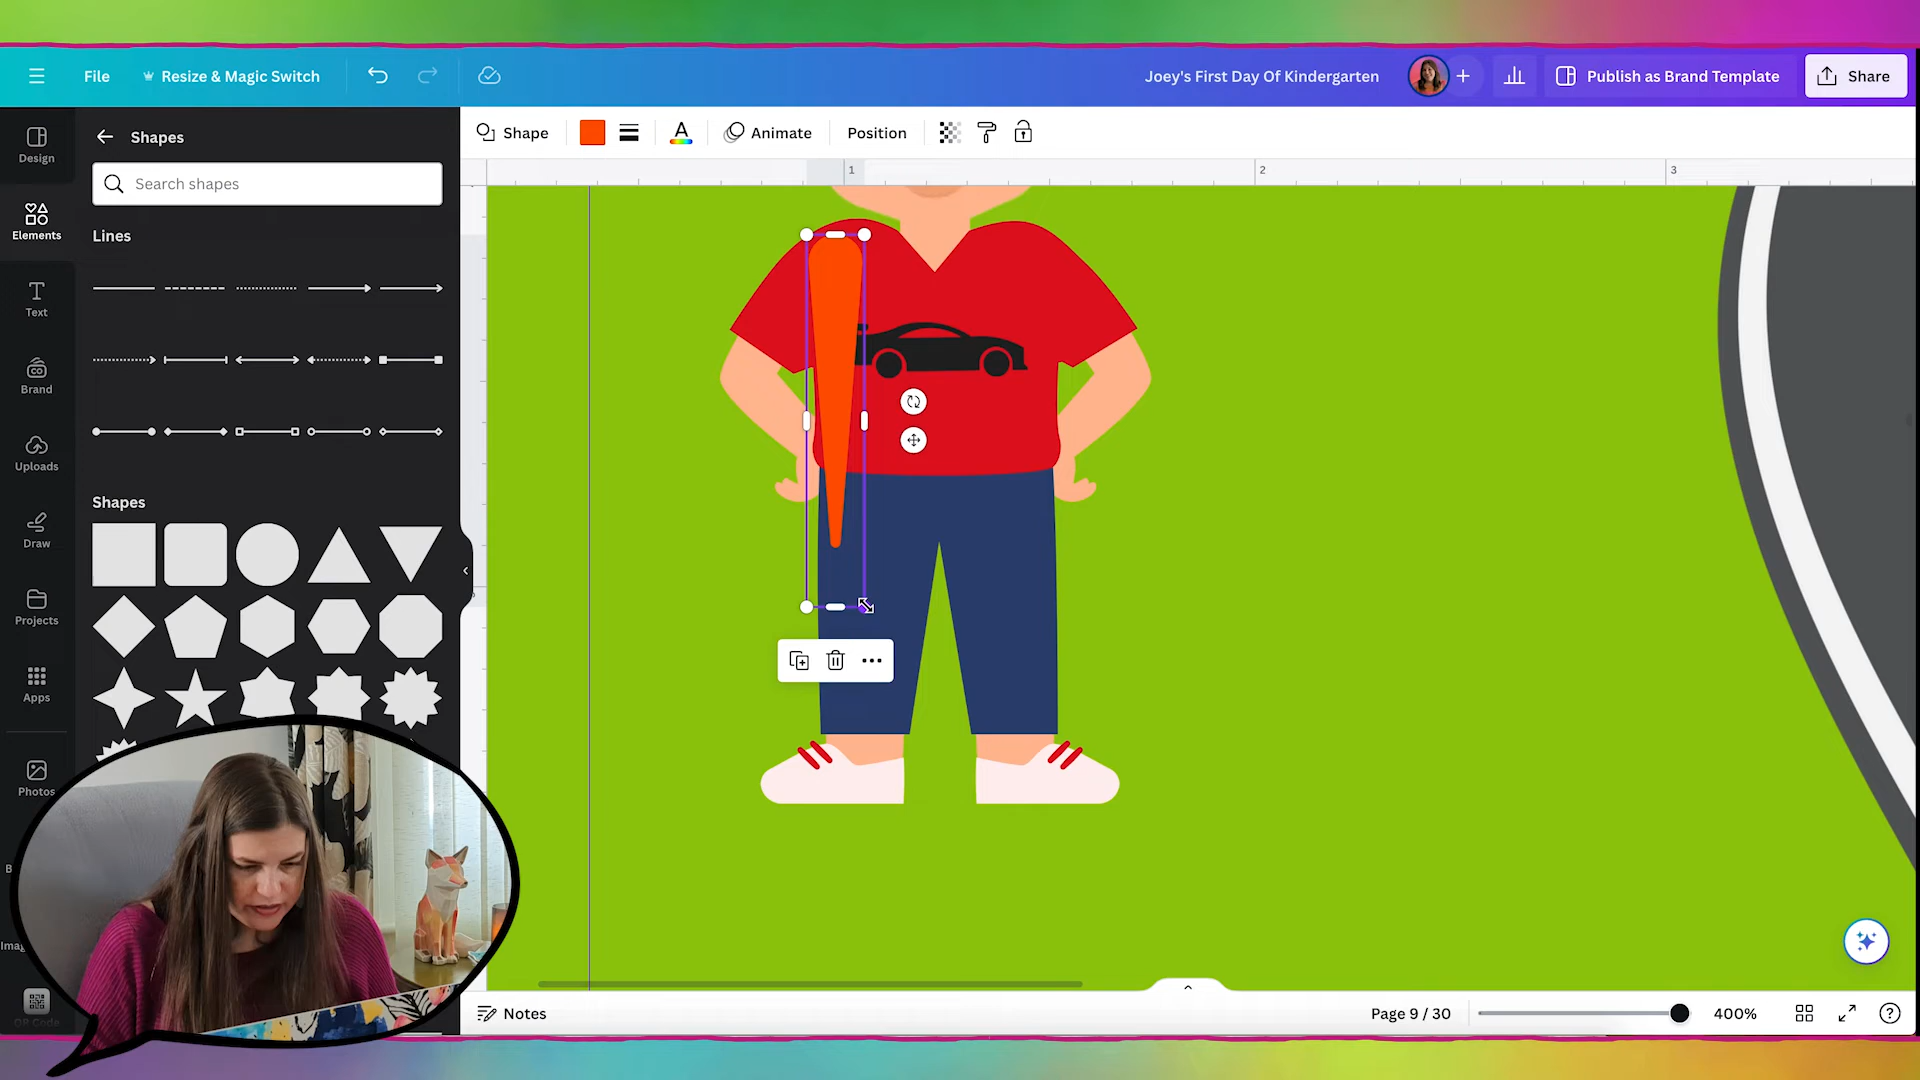 File
Resize & Magic Switch
Joey's First Day Of Kindergarten
Publish as Brand Template
Share
Design
Elements
Text
Brand
Uploads
Draw
Projects
Apps
Photos
Shapes
Search shapes
Lines
Shapes
Shape
A
Animate
Position
1
2
3
Notes
Page 9 / 30
400%